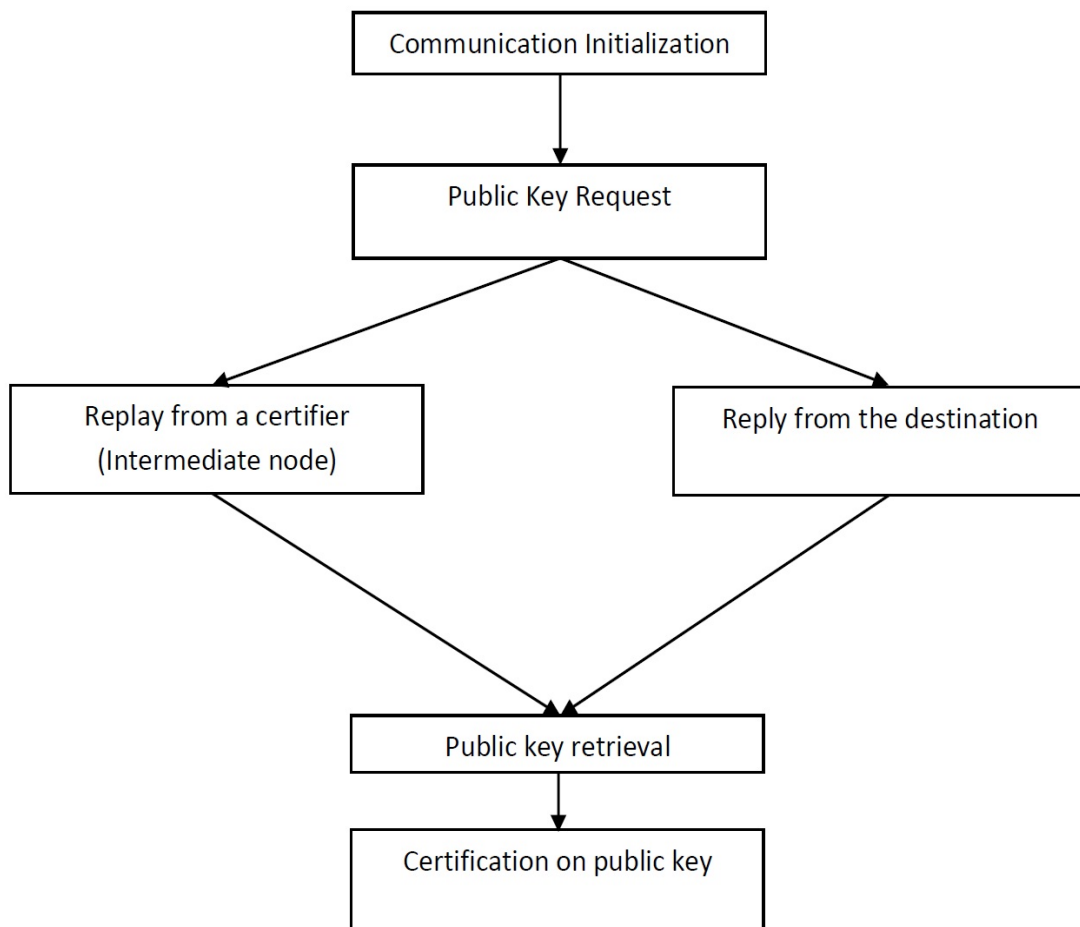 Communication Initialization
Public Key Request
Replay from a certifier
(Intermediate node)
Reply from the destination
Public key retrieval
Certification on public key